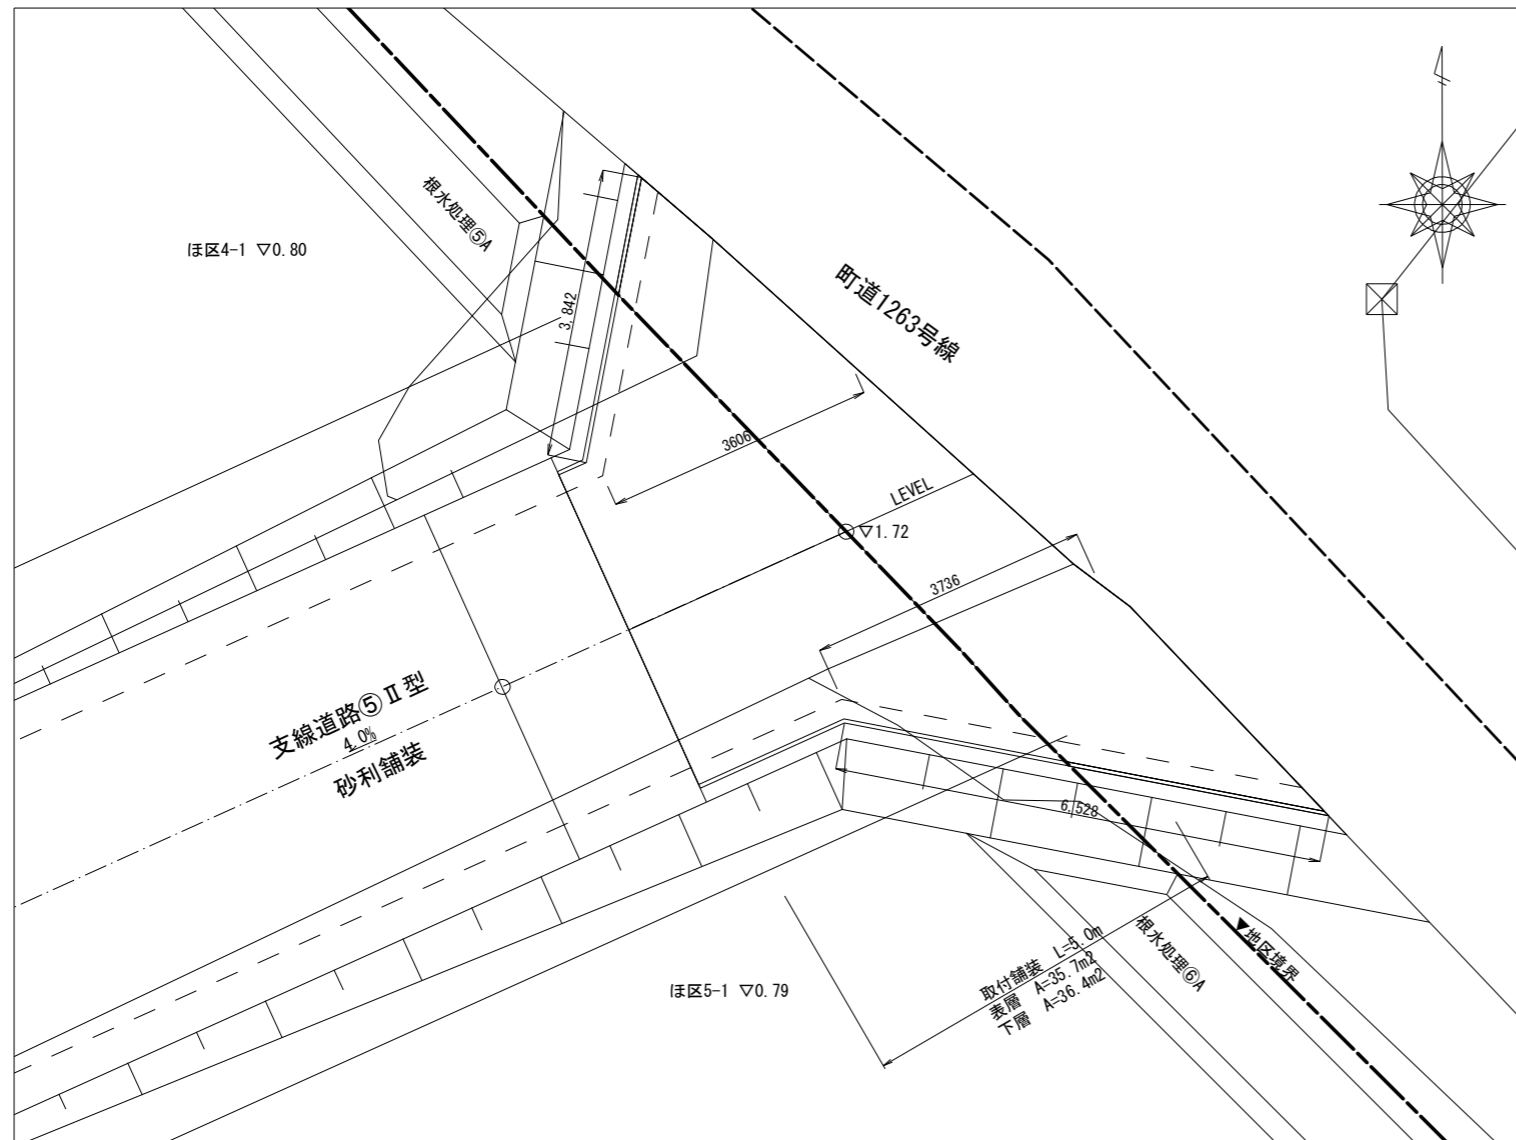 根水処理⑤A
ほ区4-1 ▽0.80
町道1263号線
3,842
3606
LEVEL
▽1.72
3736
支線道路⑤Ⅱ型
4.0%
砂利舗装
6,528
ほ区5-1 ▽0.79
取付舗装 L=5.0m
表層 A=35.7m2
下層 A=36.4m2
根水処理⑥A
▼地区境界